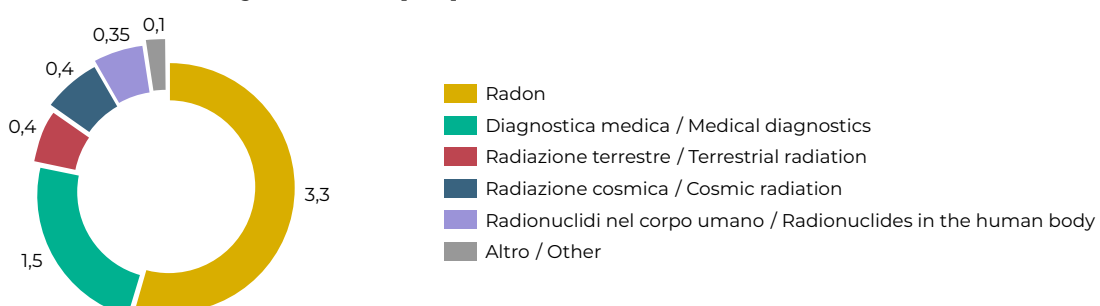 0,1
0,35
0,4
0,4
3,3
1,5
Radon
Diagnostica medica / Medical diagnostics
Radiazione terrestre / Terrestrial radiation
Radiazione cosmica / Cosmic radiation
Radionuclidi nel corpo umano / Radionuclides in the human body
Altro / Other